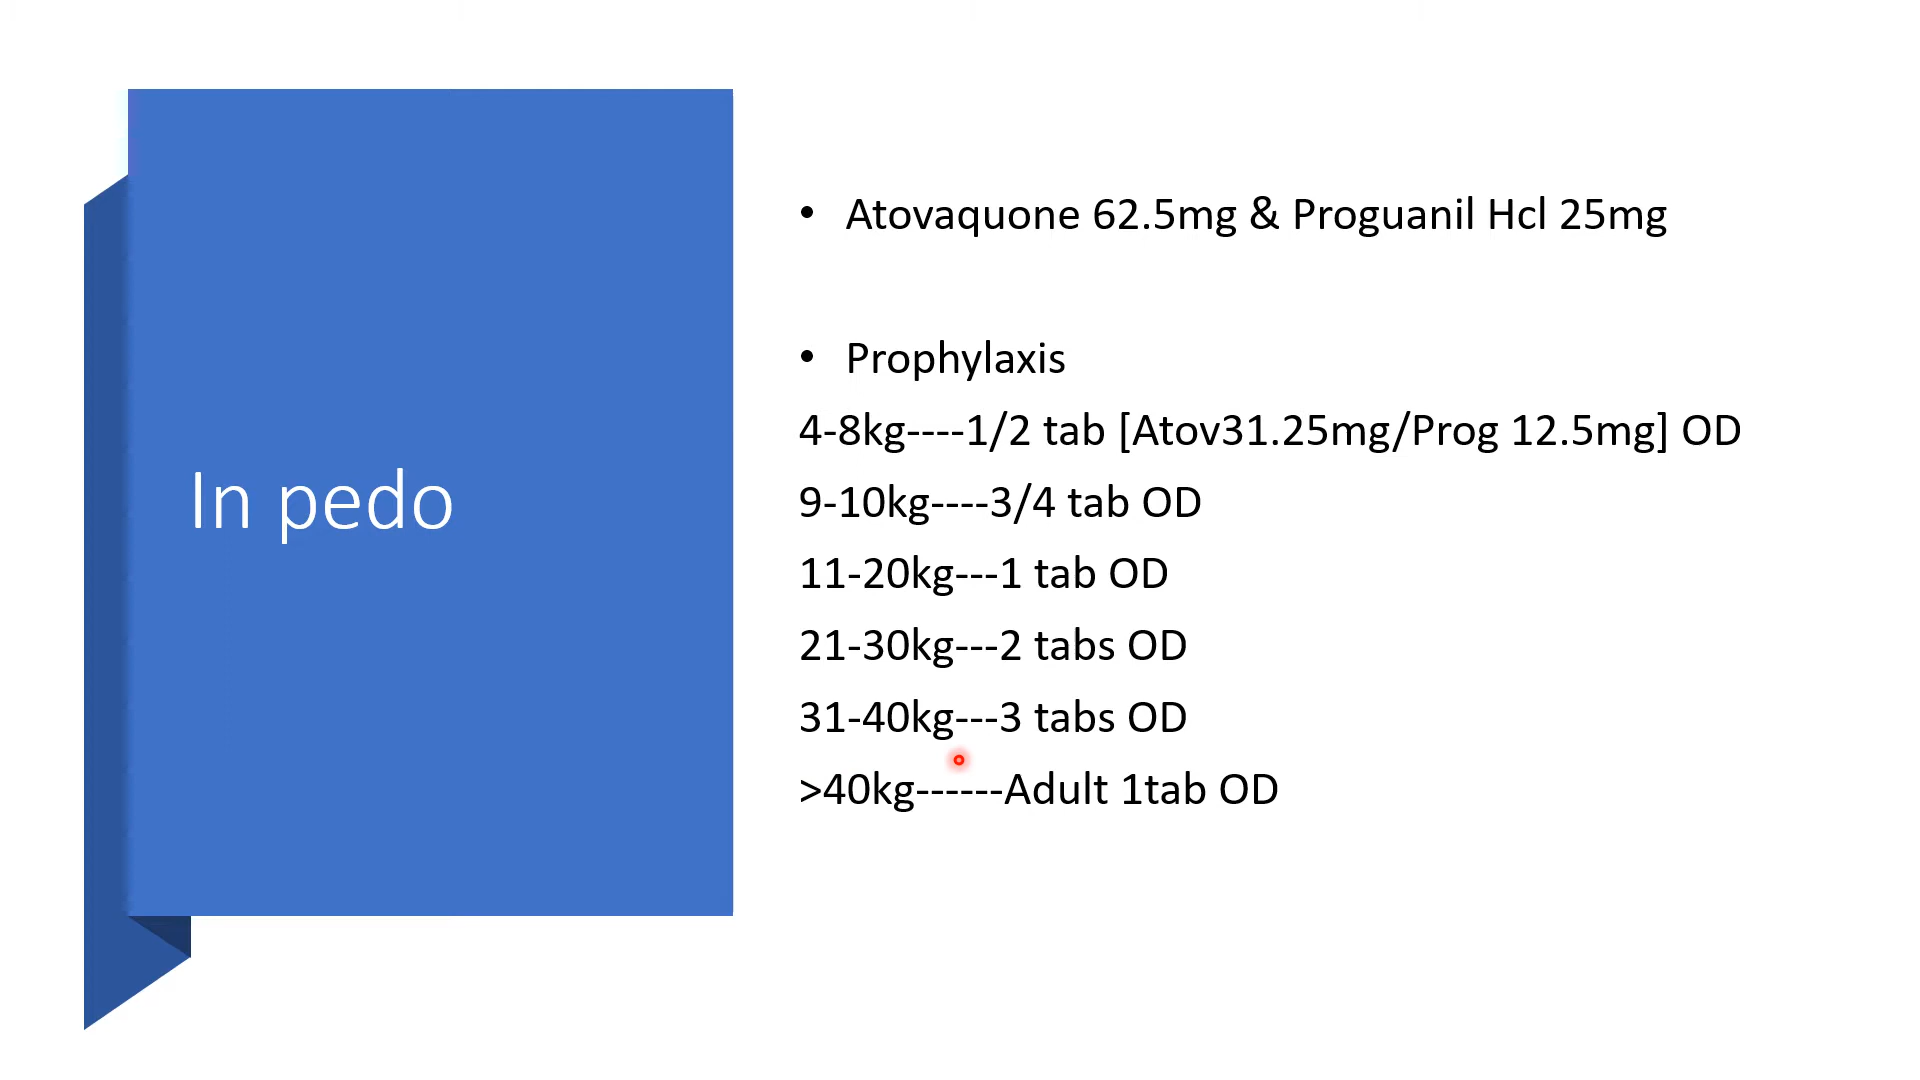 In pedo
• Atovaquone 62.5mg & Proguanil Hcl 25mg
• Prophylaxis
4-8kg----1/2 tab [Atov31.25mg/Prog 12.5mg] OD
9-10kg----3/4 tab OD
11-20kg---1 tab OD
21-30kg---2 tabs OD
31-40kg---3 tabs OD
>40kg------Adult 1tab OD